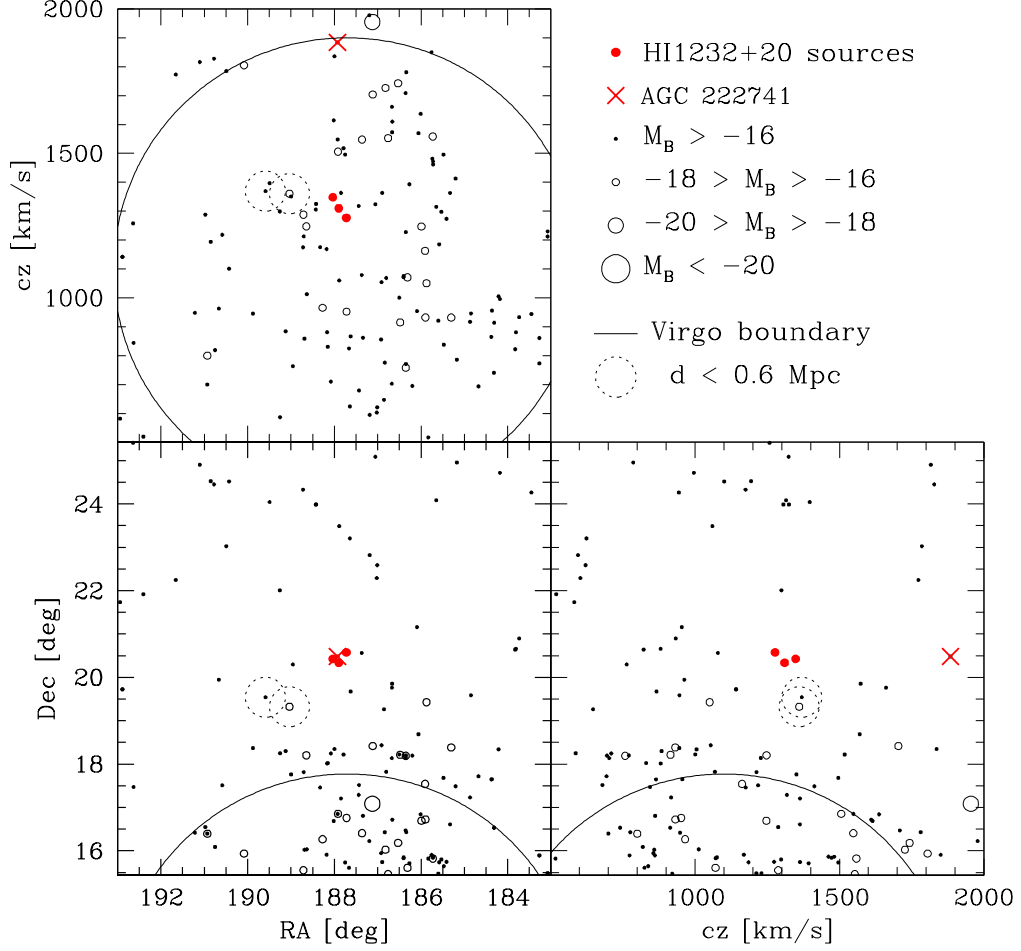 2000
1500
1000
cz [km/s]
HI1232+20 sources
AGC 222741
M_B > −16
−18 > M_B > −16
−20 > M_B > −18
M_B < −20
Virgo boundary
d < 0.6 Mpc
24
22
20
18
16
Dec [deg]
192 190 188 186 184
RA [deg]
1000 1500 2000
cz [km/s]